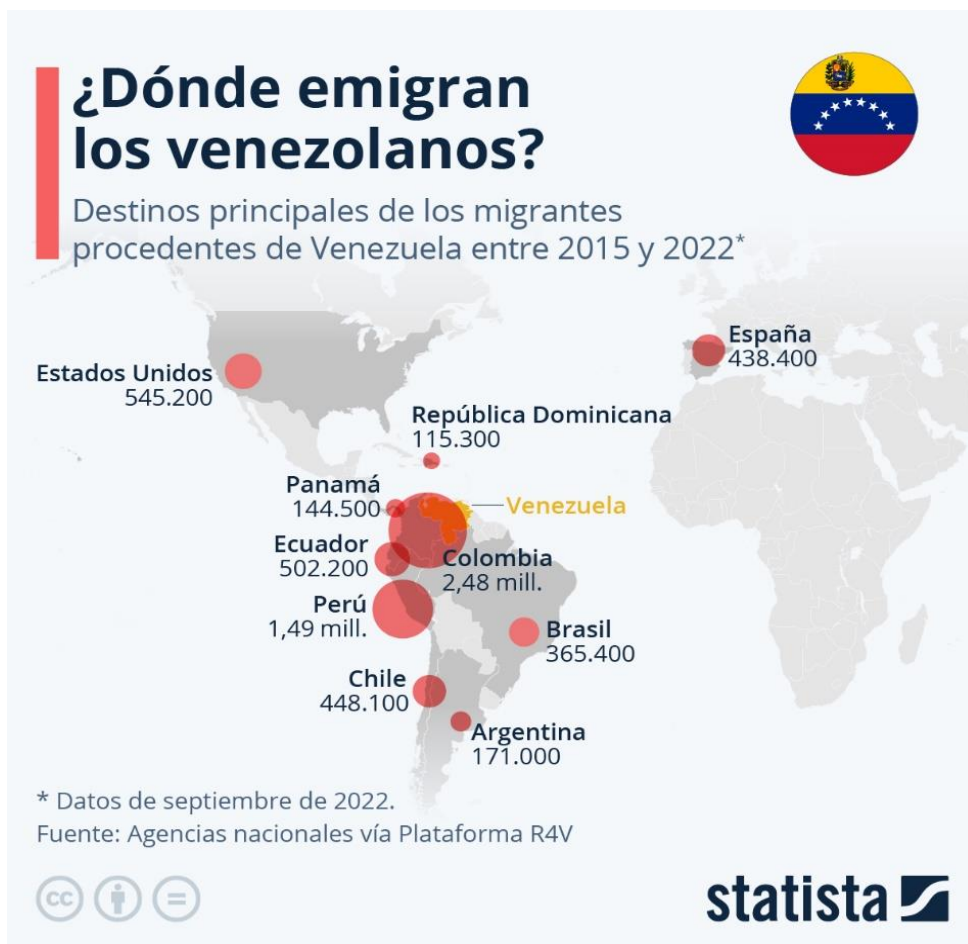 ¿Dónde emigran
los venezolanos?
Destinos principales de los migrantes
procedentes de Venezuela entre 2015 y 2022*
España
438.400
Estados Unidos
545.200
República Dominicana
115.300
Panamá
144.500
Venezuela
Ecuador
502.200
Colombia
2,48 mill.
Perú
1,49 mill.
Brasil
365.400
Chile
448.100
Argentina
171.000
* Datos de septiembre de 2022.
Fuente: Agencias nacionales vía Plataforma R4V
cc
=
statista